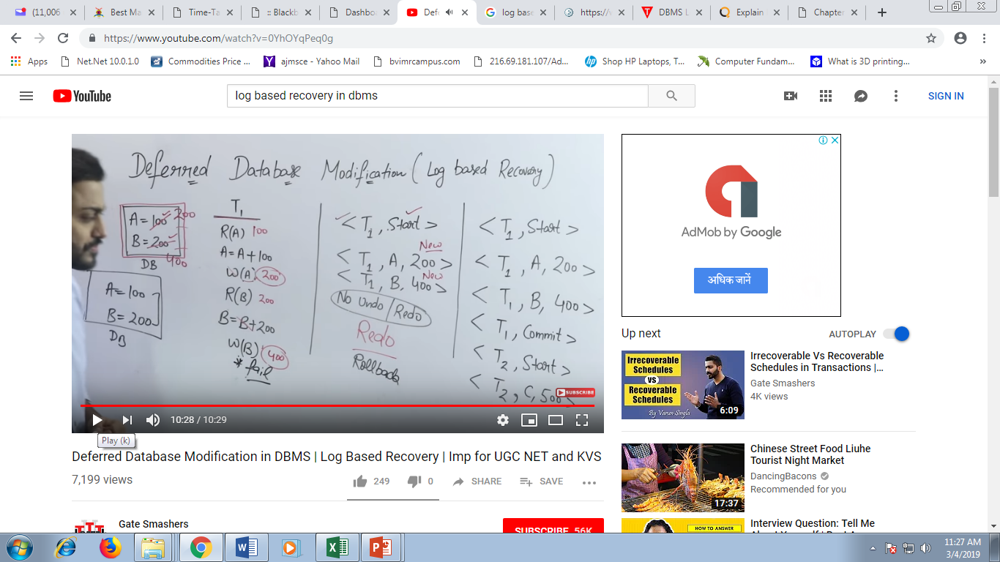 (11,006
Best Ma
Time-Ta
:: Blackb
Dashbo
Defe
log base
https://
DBMS L
Explain
Chapter
https://www.youtube.com/watch?v=0YhOYqPeq0g
Apps
Net.Net 10.0.1.0
Commodities Price ...
ajmsce - Yahoo Mail
bvimrcampus.com
216.69.181.107/Ad...
Shop HP Laptops, T...
Computer Fundam...
What is 3D printing...
»
YouTube
log based recovery in dbms
SIGN IN
Deferred Database Modification (Log based Recovery)
A=100 200
B=200
400
DB
A=100
B=200
DB
T1
R(A) 100
A=A+100
W(A) 200
R(B) 200
B=B+200
W(B) 400
* fail
<T1, Start>
New
<T1, A, 200>
New
<T1, B, 400>
No Undo/Redo
Redo
Rollback
<T1, Start>
<T1, A, 200>
<T1, B, 400>
<T1, Commit>
<T2, Start>
<T2, C, 500>
SUBSCRIBE
10:28 / 10:29
Play (k)
AdMob by Google
अधिक जानें
Up next
AUTOPLAY
Irrecoverable
Schedules
vs
Recoverable
Schedules
By Varun Singla
6:09
Irrecoverable Vs Recoverable
Schedules in Transactions |...
Gate Smashers
4K views
17:37
Chinese Street Food Liuhe
Tourist Night Market
DancingBacons
Recommended for you
HOW TO ANSWER
Interview Question: Tell Me
Deferred Database Modification in DBMS | Log Based Recovery | Imp for UGC NET and KVS
7,199 views
249
0
SHARE
SAVE
Gate Smashers
SUBSCRIBE 56K
11:27 AM
3/4/2019